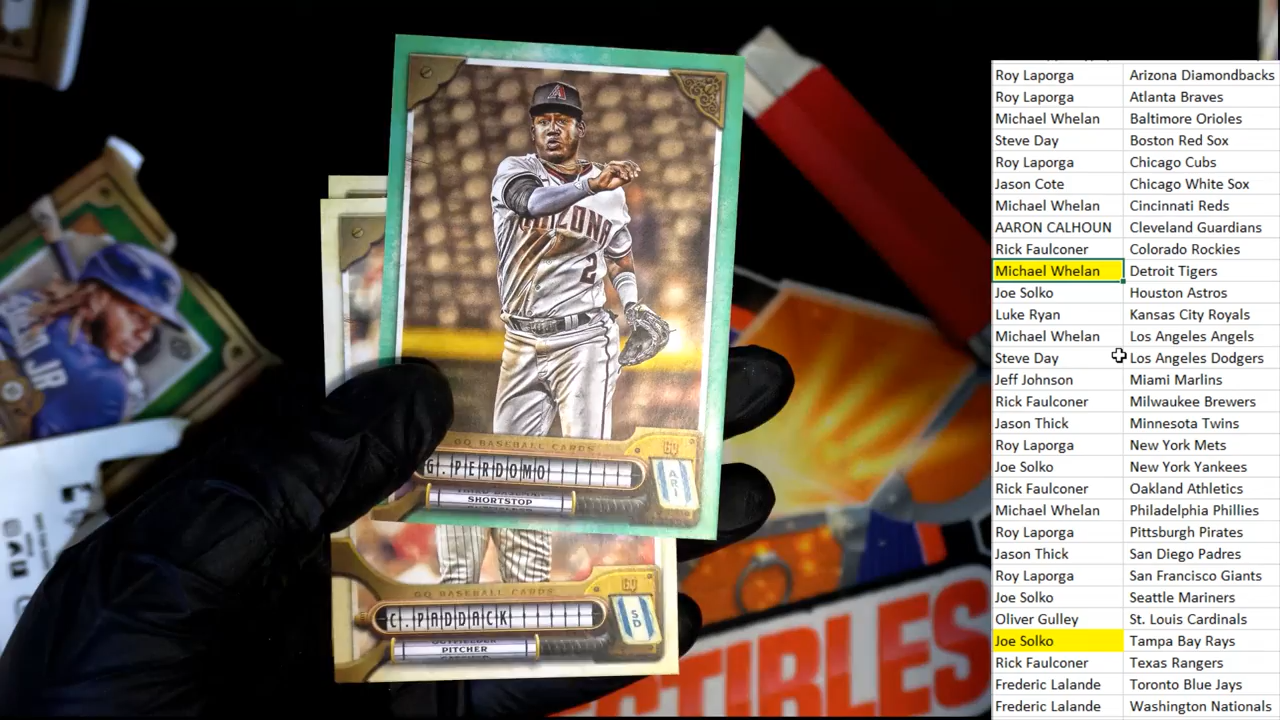 A
ARIZONA
2
GQ BASEBALL CARDS
G. PERDOMO
ARI
SHORTSTOP
GQ BASEBALL CARDS
C. PADDACK
SD
OUTFIELDER
PITCHER
JR
CTIBLES
Roy Laporga Arizona Diamondbacks
Roy Laporga Atlanta Braves
Michael Whelan Baltimore Orioles
Steve Day Boston Red Sox
Roy Laporga Chicago Cubs
Jason Cote Chicago White Sox
Michael Whelan Cincinnati Reds
AARON CALHOUN Cleveland Guardians
Rick Faulconer Colorado Rockies
Michael Whelan Detroit Tigers
Joe Solko Houston Astros
Luke Ryan Kansas City Royals
Michael Whelan Los Angeles Angels
Steve Day Los Angeles Dodgers
Jeff Johnson Miami Marlins
Rick Faulconer Milwaukee Brewers
Jason Thick Minnesota Twins
Roy Laporga New York Mets
Joe Solko New York Yankees
Rick Faulconer Oakland Athletics
Michael Whelan Philadelphia Phillies
Roy Laporga Pittsburgh Pirates
Jason Thick San Diego Padres
Roy Laporga San Francisco Giants
Joe Solko Seattle Mariners
Oliver Gulley St. Louis Cardinals
Joe Solko Tampa Bay Rays
Rick Faulconer Texas Rangers
Frederic Lalande Toronto Blue Jays
Frederic Lalande Washington Nationals